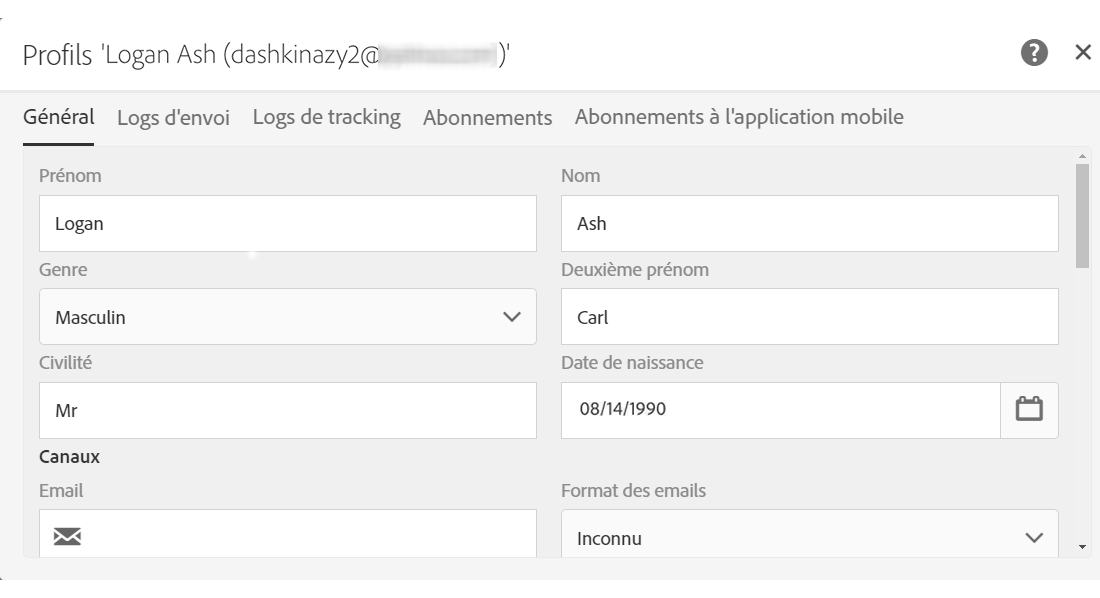 Profils 'Logan Ash (dashkinazy2@ )'
Général Logs d'envoi Logs de tracking Abonnements Abonnements à l'application mobile
Prénom Nom
Logan Ash
Genre Deuxième prénom
Masculin Carl
Civilité Date de naissance
Mr 08/14/1990
Canaux
Email Format des emails
Inconnu